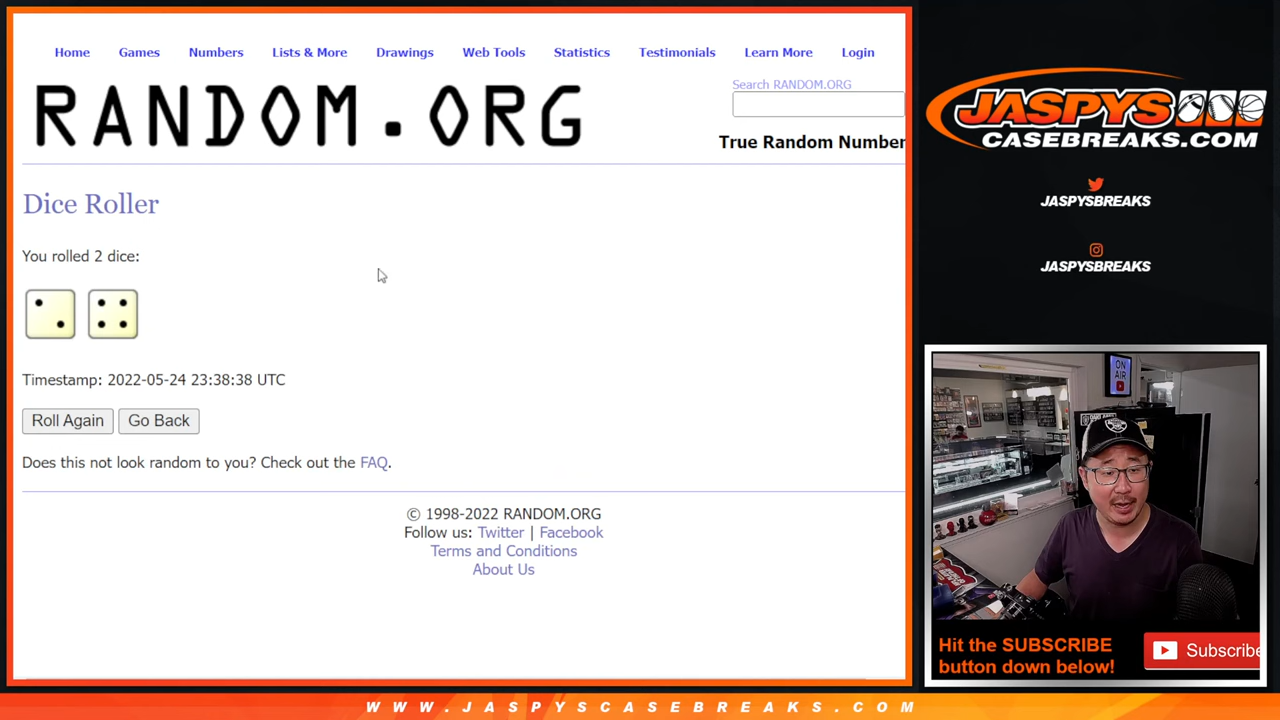 Home Games Numbers Lists & More Drawings Web Tools Statistics Testimonials Learn More Login
RANDOM.ORG
Search RANDOM.ORG
True Random Number
Dice Roller
You rolled 2 dice:
Timestamp: 2022-05-24 23:38:38 UTC
Roll Again Go Back
Does this not look random to you? Check out the FAQ.
© 1998-2022 RANDOM.ORG
Follow us: Twitter | Facebook
Terms and Conditions
About Us
JASPYS
CASEBREAKS.COM
JASPYSBREAKS
JASPYSBREAKS
ON
AIR
Hit the SUBSCRIBE
button down below!
Subscribe
WWW.JASPYSCASEBREAKS.COM